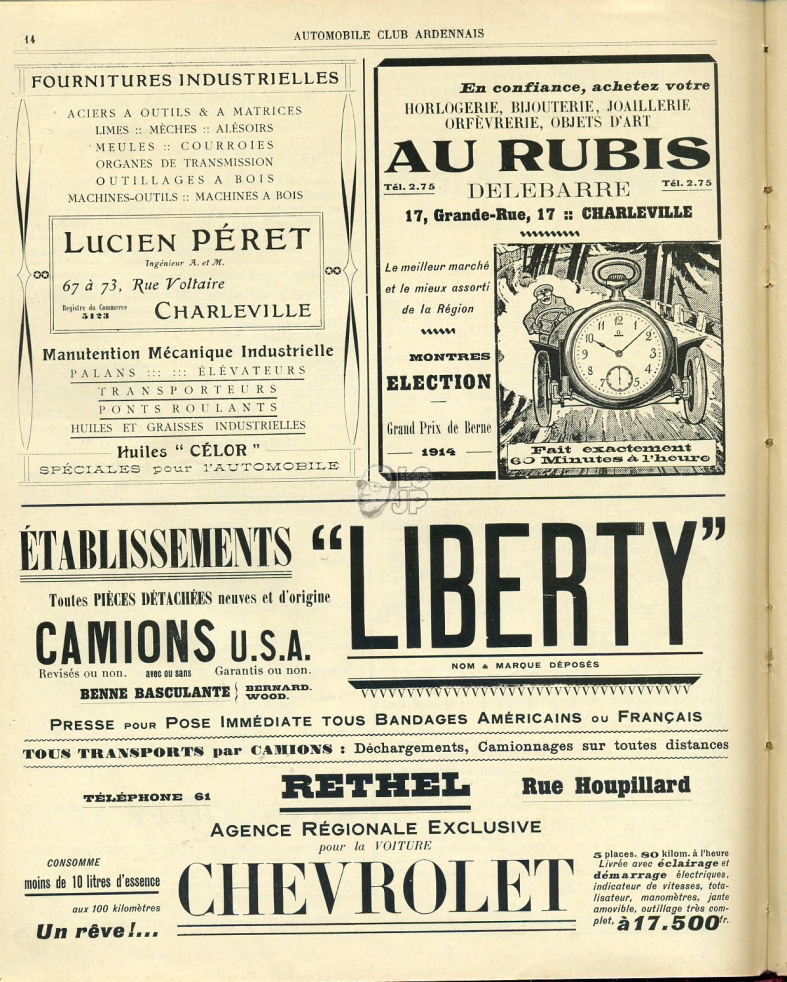 14
AUTOMOBILE CLUB ARDENNAIS
FOURNITURES INDUSTRIELLES
ACIERS A OUTILS & A MATRICES
LIMES :: MÈCHES :: ALÉSOIRS
MEULES :: COURROIES
ORGANES DE TRANSMISSION
OUTILLAGES A BOIS
MACHINES-OUTILS :: MACHINES A BOIS
LUCIEN PÉRET
Ingénieur A. et M.
67 à 73, Rue Voltaire
Registre du Commerce
5123
CHARLEVILLE
Manutention Mécanique Industrielle
PALANS ::: ::: ÉLÉVATEURS
TRANSPORTEURS
PONTS ROULANTS
HUILES ET GRAISSES INDUSTRIELLES
Huiles " CÉLOR "
SPÉCIALES pour l'AUTOMOBILE
En confiance, achetez votre
HORLOGERIE, BIJOUTERIE, JOAILLERIE
ORFÈVRERIE, OBJETS D'ART
AU RUBIS
Tél. 2.75 DELEBARRE Tél. 2.75
17, Grande-Rue, 17 :: CHARLEVILLE
Le meilleur marché
et le mieux assorti
de la Région
MONTRES
ELECTION
Grand Prix de Berne
1914
Fait exactement
60 Minutes à l'heure
LCJP
ÉTABLISSEMENTS "LIBERTY"
Toutes PIÈCES DÉTACHÉES neuves et d'origine
CAMIONS U.S.A.
Revisés ou non. avec ou sans Garantis ou non.
BENNE BASCULANTE { BERNARD.
WOOD.
NOM & MARQUE DÉPOSÉS
PRESSE POUR POSE IMMÉDIATE TOUS BANDAGES AMÉRICAINS OU FRANÇAIS
TOUS TRANSPORTS par CAMIONS : Déchargements, Camionnages sur toutes distances
TÉLÉPHONE 61 RETHEL Rue Houpillard
AGENCE RÉGIONALE EXCLUSIVE
pour la VOITURE
CHEVROLET
CONSOMME
moins de 10 litres d'essence
aux 100 kilomètres
Un rêve!...
5 places, 80 kilom. à l'heure
Livrée avec éclairage et
démarrage électriques,
indicateur de vitesses, tota-
lisateur, manomètres, jante
amovible, outillage très com-
plet, à 17.500 fr.